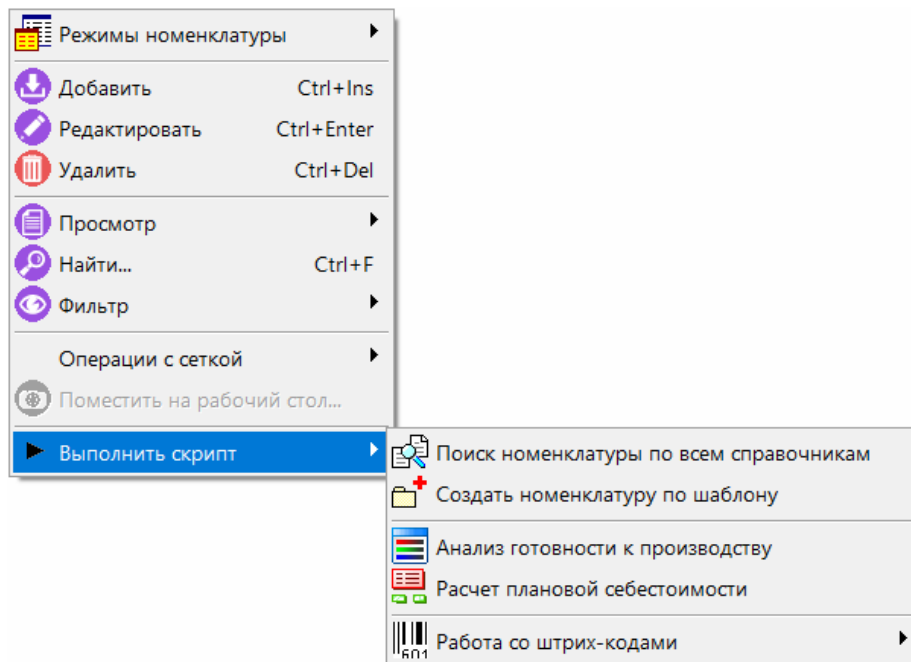 Режимы номенклатуры
Добавить Ctrl+Ins
Редактировать Ctrl+Enter
Удалить Ctrl+Del
Просмотр
Найти... Ctrl+F
Фильтр
Операции с сеткой
Поместить на рабочий стол...
Выполнить скрипт
Поиск номенклатуры по всем справочникам
Создать номенклатуру по шаблону
Анализ готовности к производству
Расчет плановой себестоимости
601 Работа со штрих-кодами